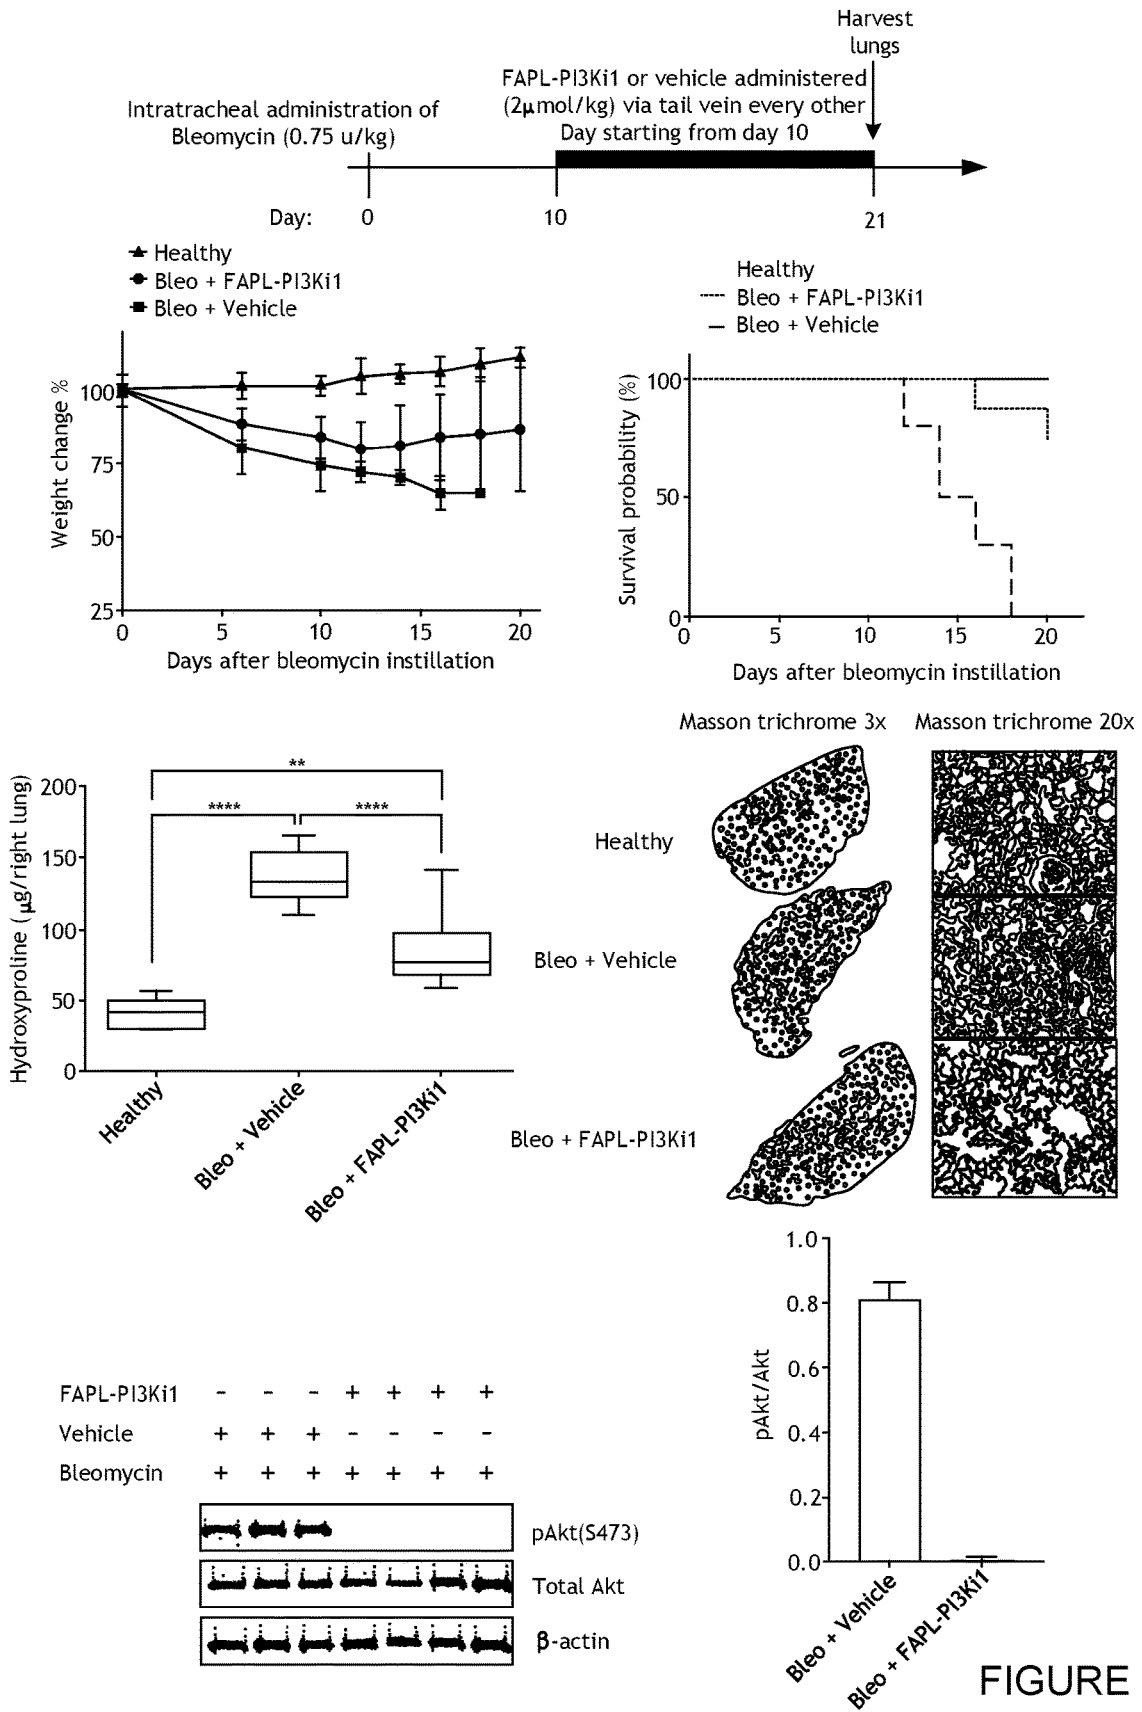 Harvest
lungs
FAPL-PI3Ki1 or vehicle administered
(2μmol/kg) via tail vein every other
Day starting from day 10
Intratracheal administration of
Bleomycin (0.75 u/kg)
Day: 0 10 21
Healthy
Bleo + FAPL-PI3Ki1
Bleo + Vehicle
Weight change %
100
75
50
25
0 5 10 15 20
Days after bleomycin instillation
Healthy
Bleo + FAPL-PI3Ki1
Bleo + Vehicle
Survival probability (%)
100
50
0
0 5 10 15 20
Days after bleomycin instillation
Hydroxyproline ( μg/right lung)
200
150
100
50
0
**
**** ****
Healthy
Bleo + Vehicle
Bleo + FAPL-PI3Ki1
Masson trichrome 3x Masson trichrome 20x
Healthy
Bleo + Vehicle
Bleo + FAPL-PI3Ki1
FAPL-PI3Ki1 - - - + + + +
Vehicle + + + - - - -
Bleomycin + + + + + + +
pAkt(S473)
Total Akt
β-actin
pAkt/Akt
1.0
0.8
0.6
0.4
0.2
0.0
Bleo + Vehicle
Bleo + FAPL-PI3Ki1
FIGURE